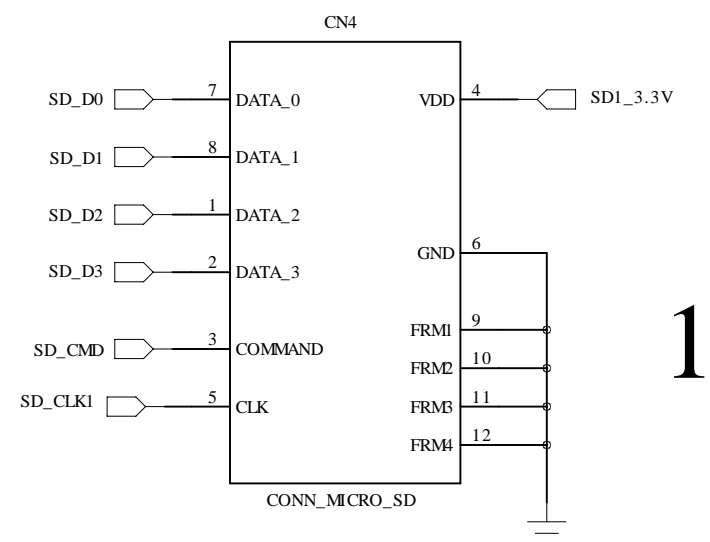 CN4
SD_D0 7 DATA_0 VDD 4 SD1_3.3V
SD_D1 8 DATA_1
SD_D2 1 DATA_2
GND 6
SD_D3 2 DATA_3
FRM1 9
1
SD_CMD 3 COMMAND
FRM2 10
SD_CLK1 5 CLK FRM3 11
FRM4 12
CONN_MICRO_SD